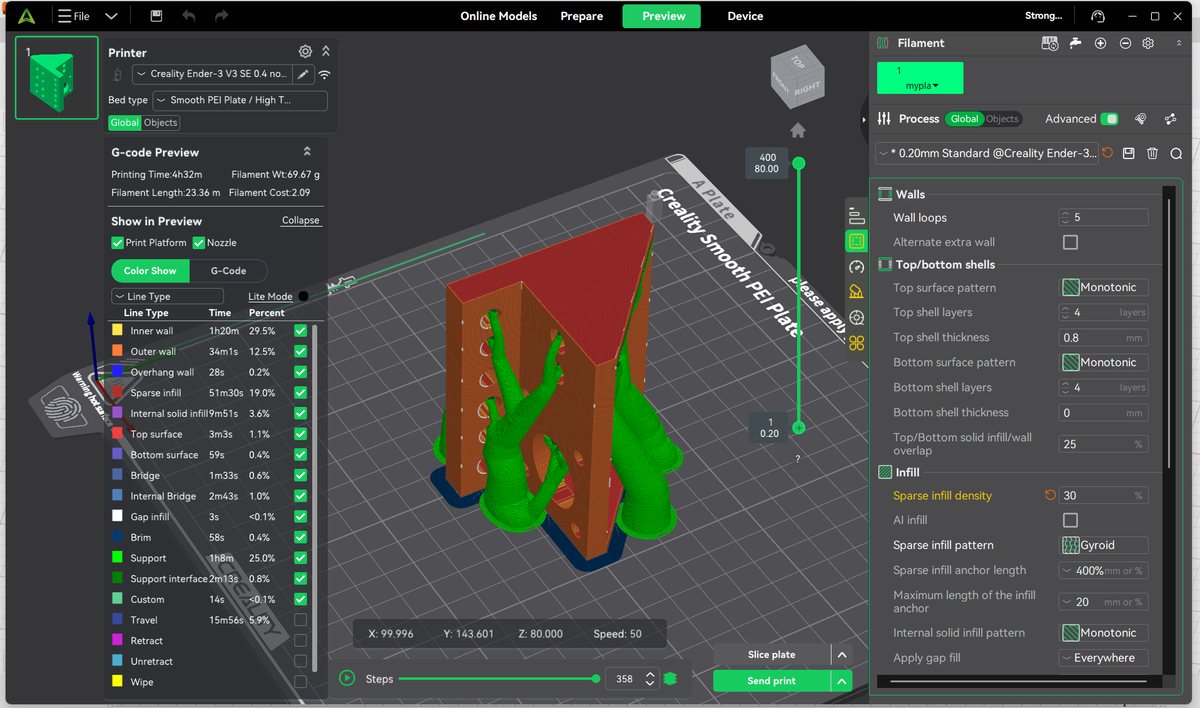 File
Online Models
Prepare
Preview
Device
Strong...
1
Printer
Creality Ender-3 V3 SE 0.4 no...
Bed type
Smooth PEI Plate / High T...
Global Objects
G-code Preview
Printing Time:4h32m Filament Wt:69.67 g
Filament Length:23.36 m Filament Cost:2.09
Show in Preview Collapse
Print Platform Nozzle
Color Show G-Code
Line Type Lite Mode
Line Type Time Percent
Inner wall 1h20m 29.5%
Outer wall 34m1s 12.5%
Overhang wall 28s 0.2%
Sparse infill 51m30s 19.0%
Internal solid infill 9m51s 3.6%
Top surface 3m3s 1.1%
Bottom surface 59s 0.4%
Bridge 1m33s 0.6%
Internal Bridge 2m43s 1.0%
Gap infill 3s <0.1%
Brim 58s 0.4%
Support 1h8m 25.0%
Support interface 2m13s 0.8%
Custom 14s <0.1%
Travel 15m56s 5.9%
Retract
Unretract
Wipe
TOP
FRONT
RIGHT
A Plate
Creality Smooth PEI Plate
please apply
Warning hot surface
CREALITY
400
80.00
1
0.20
?
X: 99.996 Y: 143.601 Z: 80.000 Speed: 50
Steps 358
Slice plate
Send print
Filament
1
mypla
Process Global Objects Advanced
* 0.20mm Standard @Creality Ender-3...
Walls
Wall loops 5
Alternate extra wall
Top/bottom shells
Top surface pattern Monotonic
Top shell layers 4 layers
Top shell thickness 0.8 mm
Bottom surface pattern Monotonic
Bottom shell layers 4 layers
Bottom shell thickness 0 mm
Top/Bottom solid infill/wall
overlap 25 %
Infill
Sparse infill density 30 %
AI infill
Sparse infill pattern Gyroid
Sparse infill anchor length 400% mm or %
Maximum length of the infill
anchor 20 mm or %
Internal solid infill pattern Monotonic
Apply gap fill Everywhere